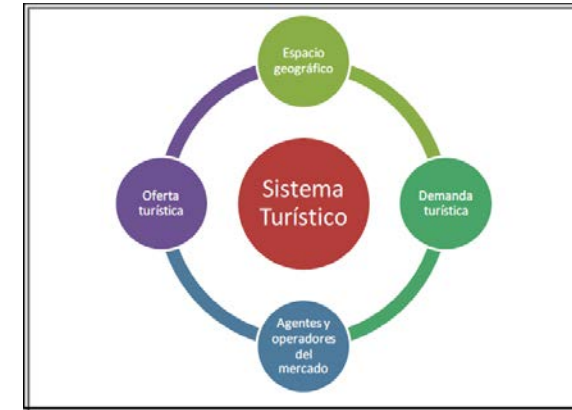 Espacio
geográfico
Oferta
turística
Sistema
Turístico
Demanda
turística
Agentes y
operadores
del
mercado